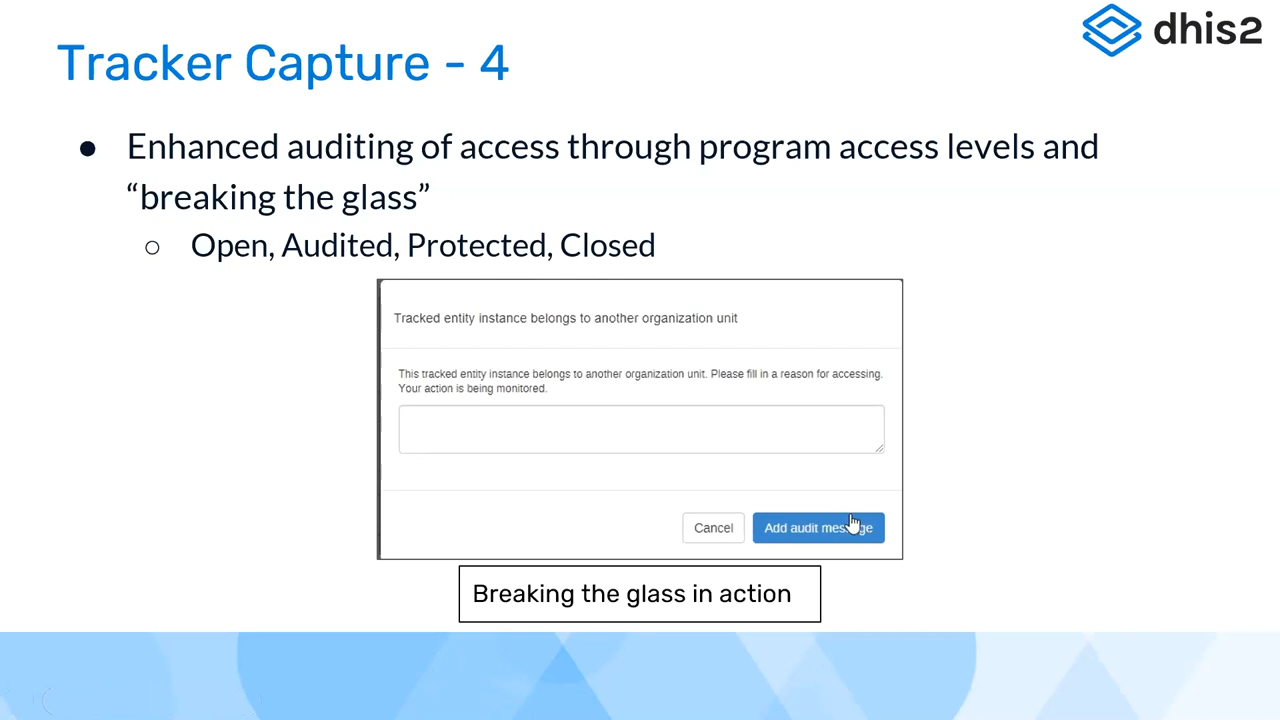 dhis2
Tracker Capture - 4
● Enhanced auditing of access through program access levels and
“breaking the glass”
○ Open, Audited, Protected, Closed
Tracked entity instance belongs to another organization unit
This tracked entity instance belongs to another organization unit. Please fill in a reason for accessing.
Your action is being monitored.
Cancel
Add audit message
Breaking the glass in action